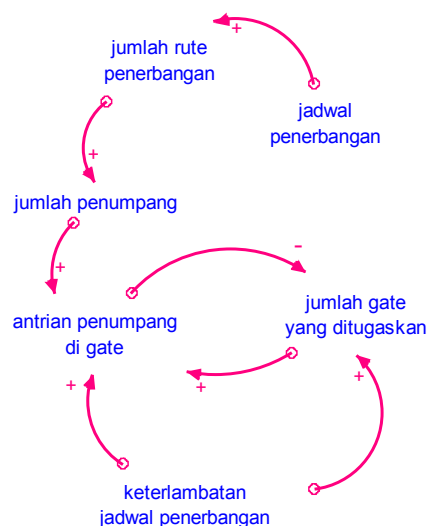 jumlah rute
penerbangan
+
jadwal
penerbangan
+
jumlah penumpang
+
-
antrian penumpang
di gate
jumlah gate
yang ditugaskan
+
+
+
keterlambatan
jadwal penerbangan